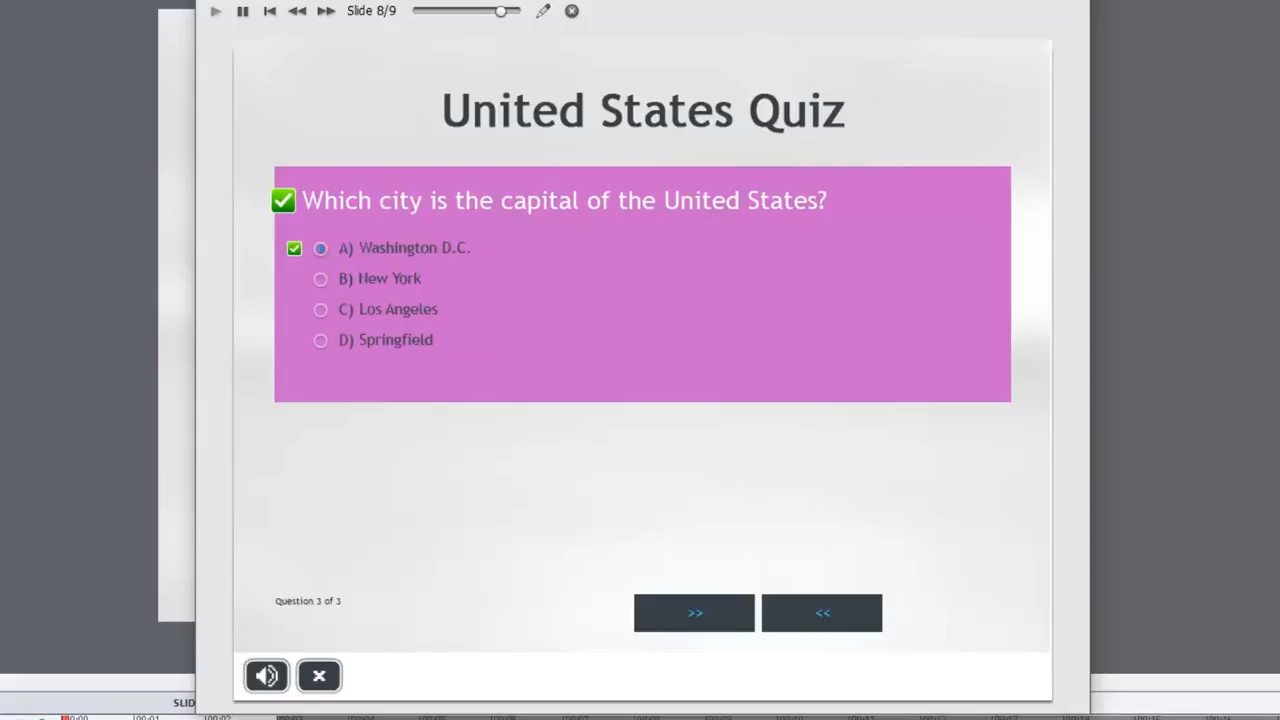 Slide 8/9
United States Quiz
Which city is the capital of the United States?
A) Washington D.C.
B) New York
C) Los Angeles
D) Springfield
Question 3 of 3
>> <<
SLID